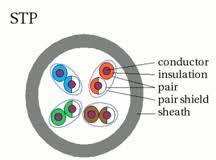 STP
conductor
insulation
pair
pair shield
sheath